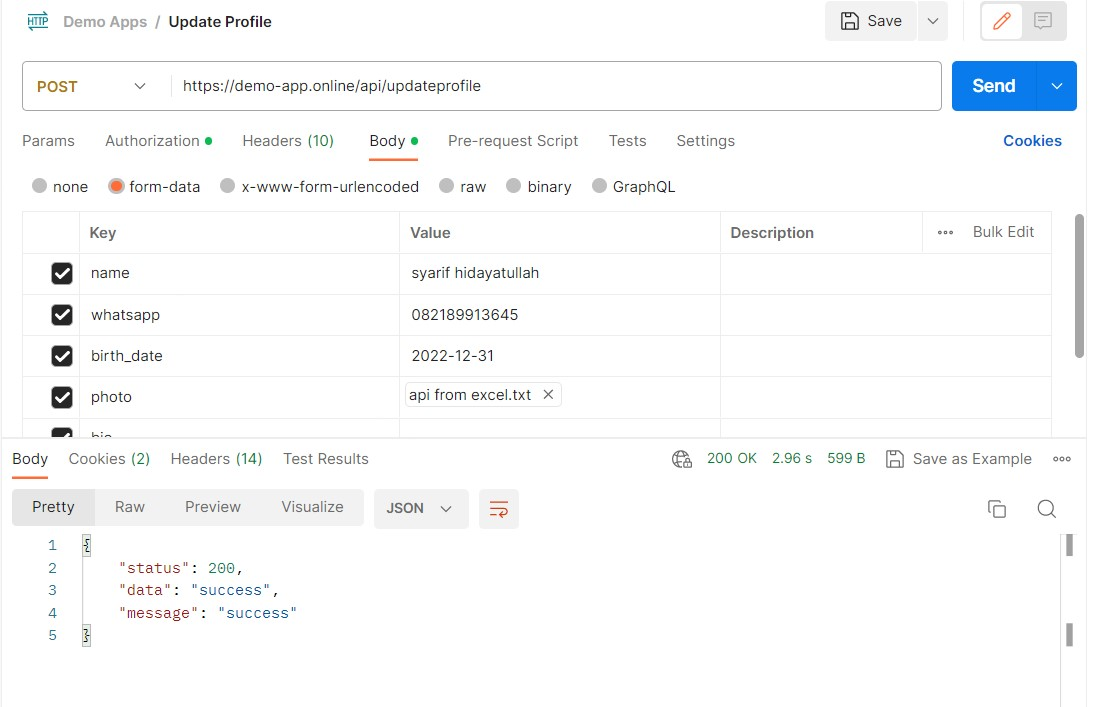 HTTP Demo Apps / Update Profile Save
POST https://demo-app.online/api/updateprofile Send
Params Authorization Headers (10) Body Pre-request Script Tests Settings Cookies
none form-data x-www-form-urlencoded raw binary GraphQL
Key Value Description Bulk Edit
name syarif hidayatullah
whatsapp 082189913645
birth_date 2022-12-31
photo api from excel.txt
Body Cookies (2) Headers (14) Test Results 200 OK 2.96 s 599 B Save as Example
Pretty Raw Preview Visualize JSON
1 {
2 "status": 200,
3 "data": "success",
4 "message": "success"
5 }